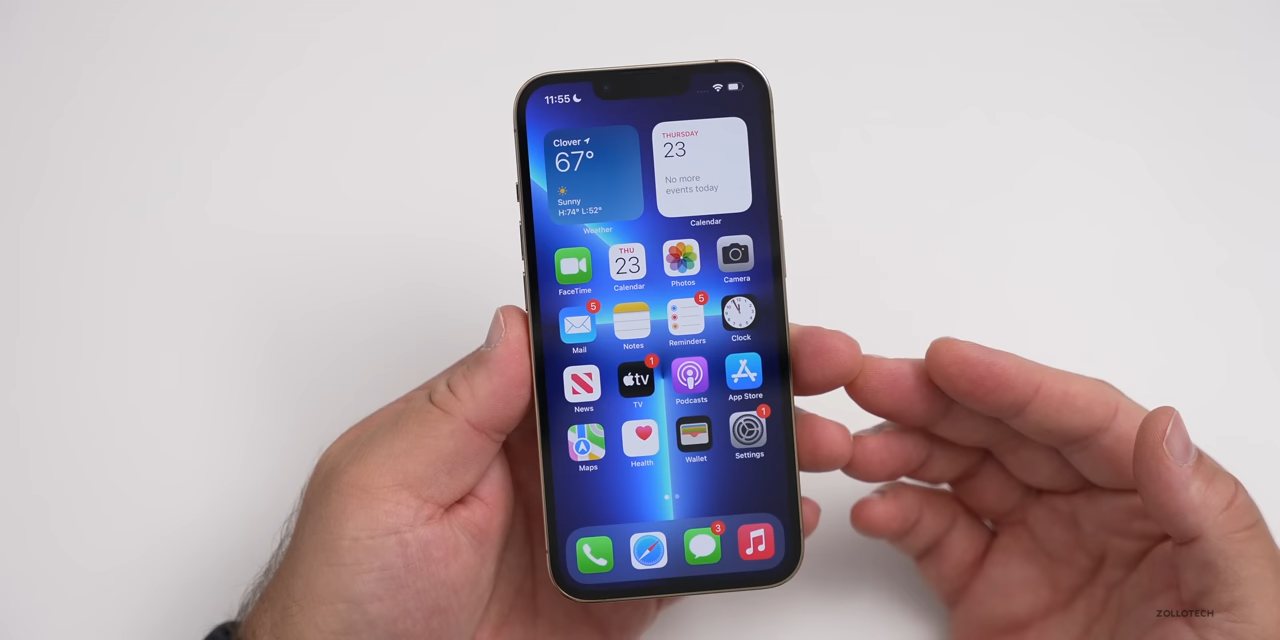 11:55
Clover
67°
Sunny
H:74° L:52°
Weather
THURSDAY
23
No more
events today
Calendar
FaceTime
THU
23
Calendar
Photos
Camera
5
Mail
Notes
5
Reminders
Clock
News
1
tv
TV
Podcasts
App Store
Maps
Health
Wallet
1
Settings
3
ZOLLOTECH